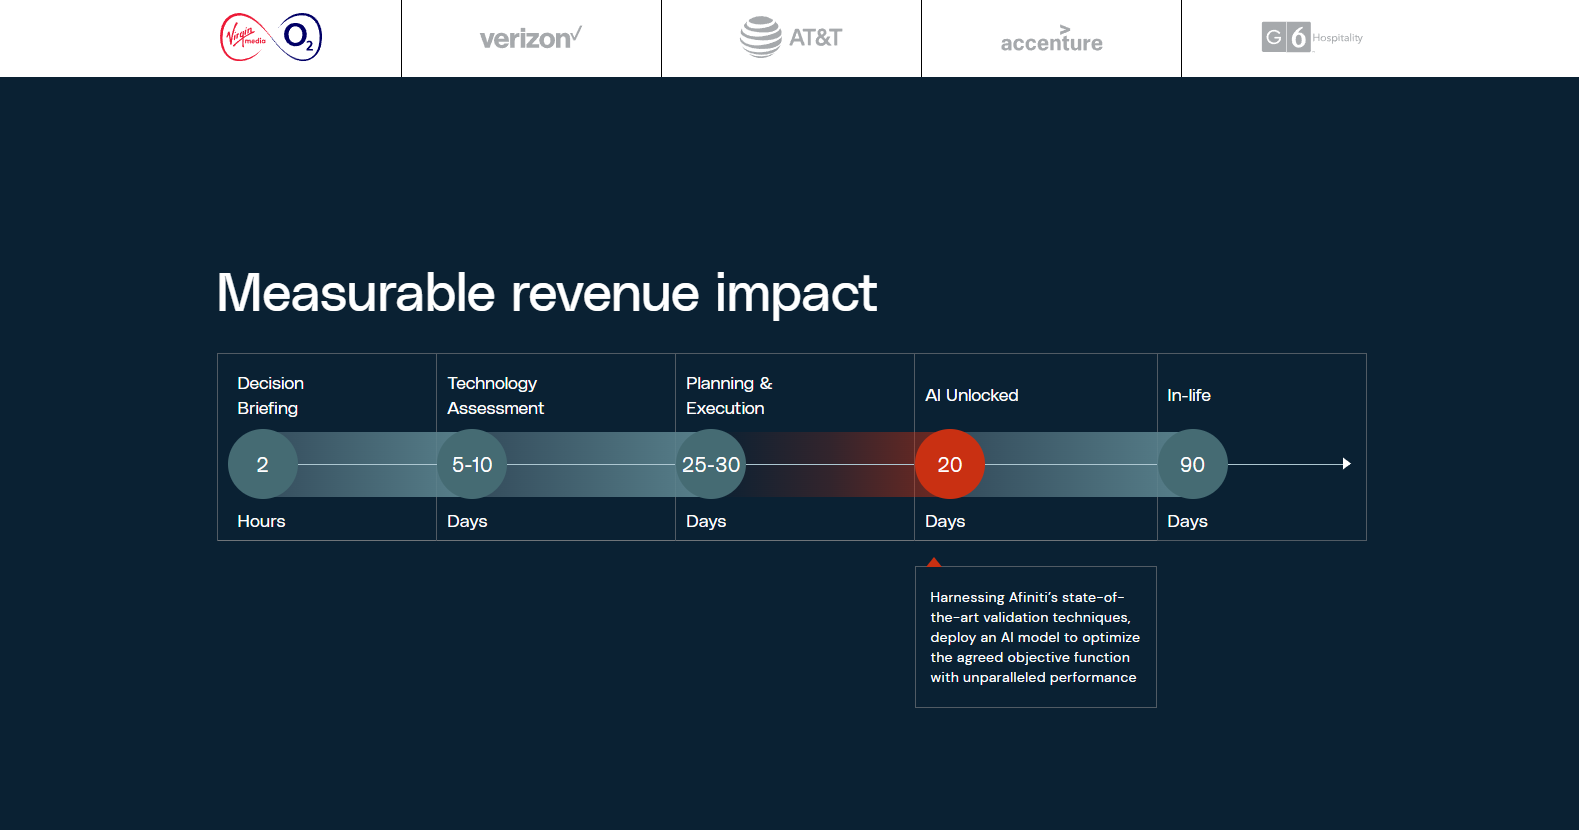 Virgin
media
O2
verizon✓
AT&T
accenture
G6 Hospitality
Measurable revenue impact
Decision
Briefing
Technology
Assessment
Planning &
Execution
AI Unlocked
In-life
2
5-10
25-30
20
90
Hours
Days
Days
Days
Days
Harnessing Afiniti's state-of-
the-art validation techniques,
deploy an AI model to optimize
the agreed objective function
with unparalleled performance